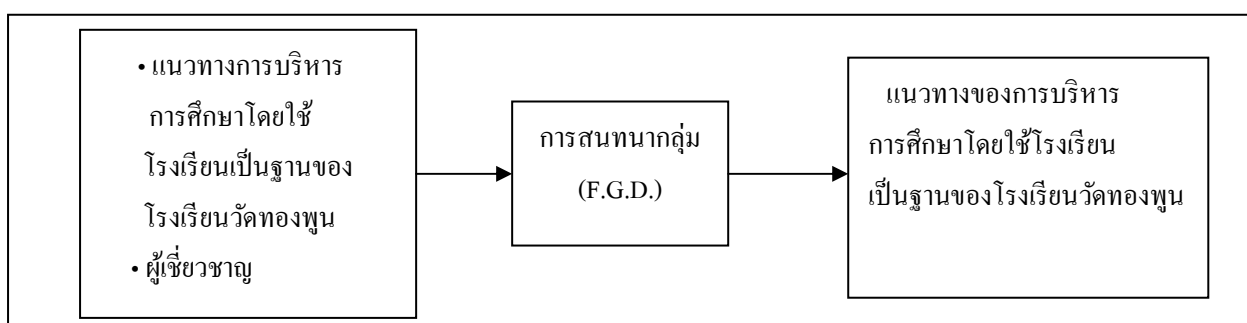 • แนวทางการบริหาร
การศึกษาโดยใช้
โรงเรียนเป็นฐานของ
โรงเรียนวัดทองพูน
• ผู้เชี่ยวชาญ
การสนทนากลุ่ม
(F.G.D.)
แนวทางของการบริหาร
การศึกษาโดยใช้โรงเรียน
เป็นฐานของโรงเรียนวัดทองพูน